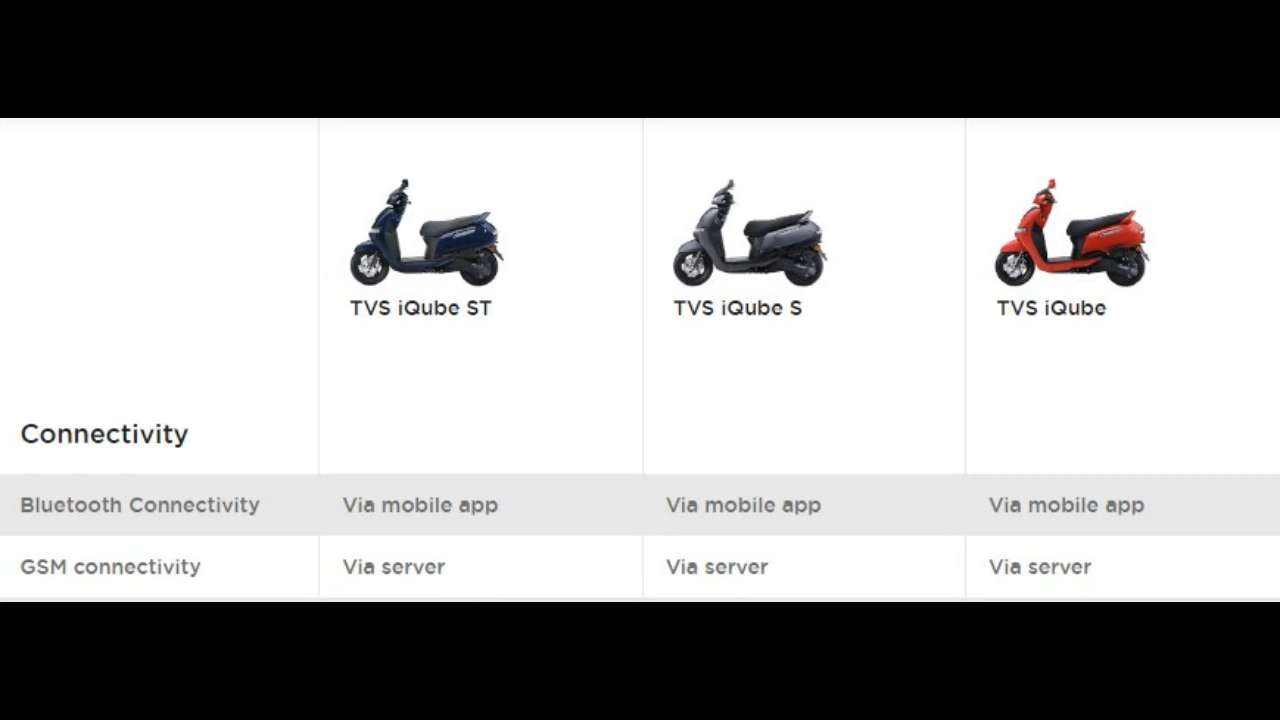 TVS iQube ST
TVS iQube S
TVS iQube
Connectivity
Bluetooth Connectivity Via mobile app Via mobile app Via mobile app
GSM connectivity Via server Via server Via server